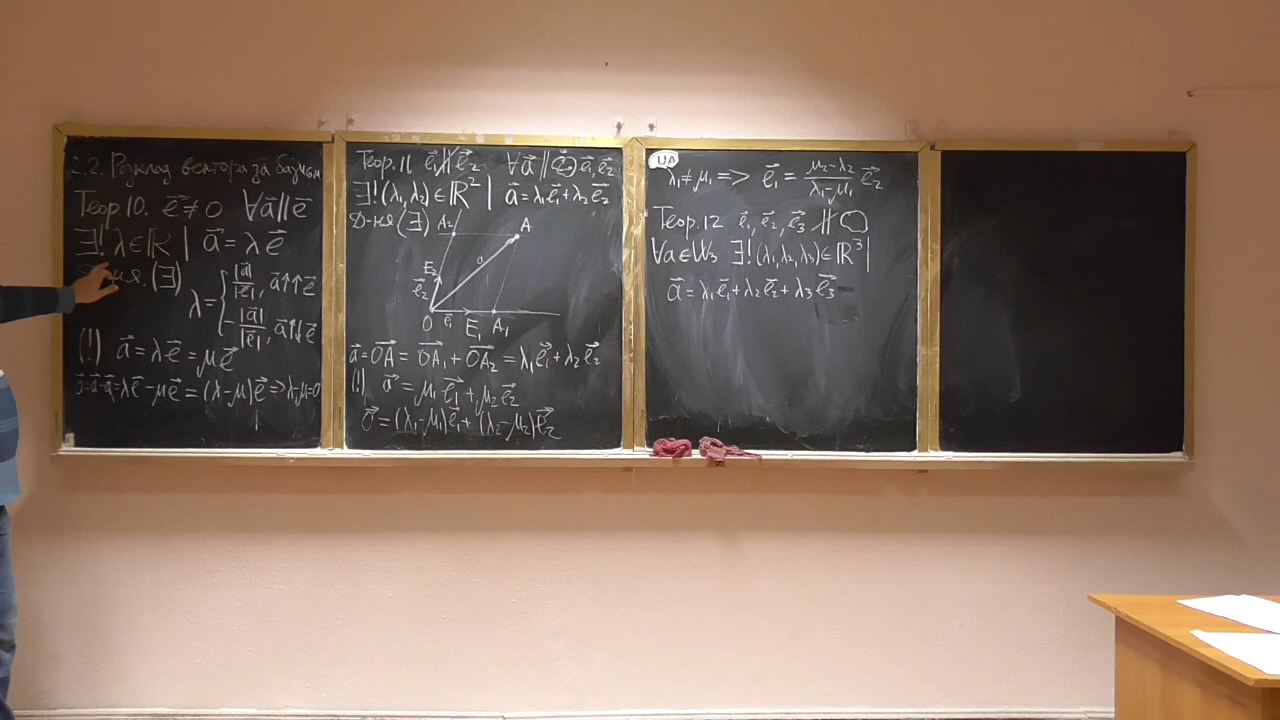 2.2. Розклад вектора за базисом
Теор.10. e⃗ ≠ 0 ∀a⃗ ∥ e⃗
∃! λ∈ℝ | a⃗ = λe⃗
(∃)
λ = { |a⃗|/|e⃗|, a⃗↑↑e⃗
-|a⃗|/|e⃗|, a⃗↑↓e⃗
(!) a⃗ = λe⃗ = μe⃗
o⃗ = a⃗-a⃗ = λe⃗ - μe⃗ = (λ-μ)e⃗ => λ-μ=0
Теор.11 e⃗₁ ∦ e⃗₂ ∀a⃗ ∥ e⃗₁, e⃗₂
∃! (λ₁, λ₂) ∈ ℝ² | a⃗ = λ₁e⃗₁ + λ₂e⃗₂
Д-ня (∃) A₂ A
E₂ a
e⃗₂
O e⃗₁ E₁ A₁
a⃗ = OA⃗ = OA⃗₁ + OA⃗₂ = λ₁e⃗₁ + λ₂e⃗₂
(!) a⃗ = μ₁e⃗₁ + μ₂e⃗₂
o⃗ = (λ₁-μ₁)e⃗₁ + (λ₂-μ₂)e⃗₂
UA
λ₁ ≠ μ₁ => e⃗₁ = (μ₂-λ₂)/(λ₁-μ₁) e⃗₂
Теор.12 e⃗₁, e⃗₂, e⃗₃ ∦
∀a ∈ W₃ ∃! (λ₁, λ₂, λ₃) ∈ ℝ³ |
a⃗ = λ₁e⃗₁ + λ₂e⃗₂ + λ₃e⃗₃